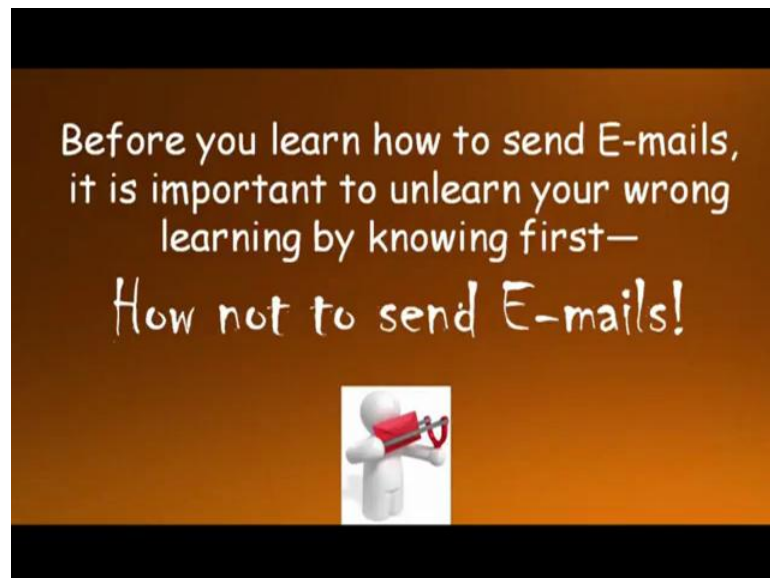 Before you learn how to send E-mails,
it is important to unlearn your wrong
learning by knowing first—
How not to send E-mails!